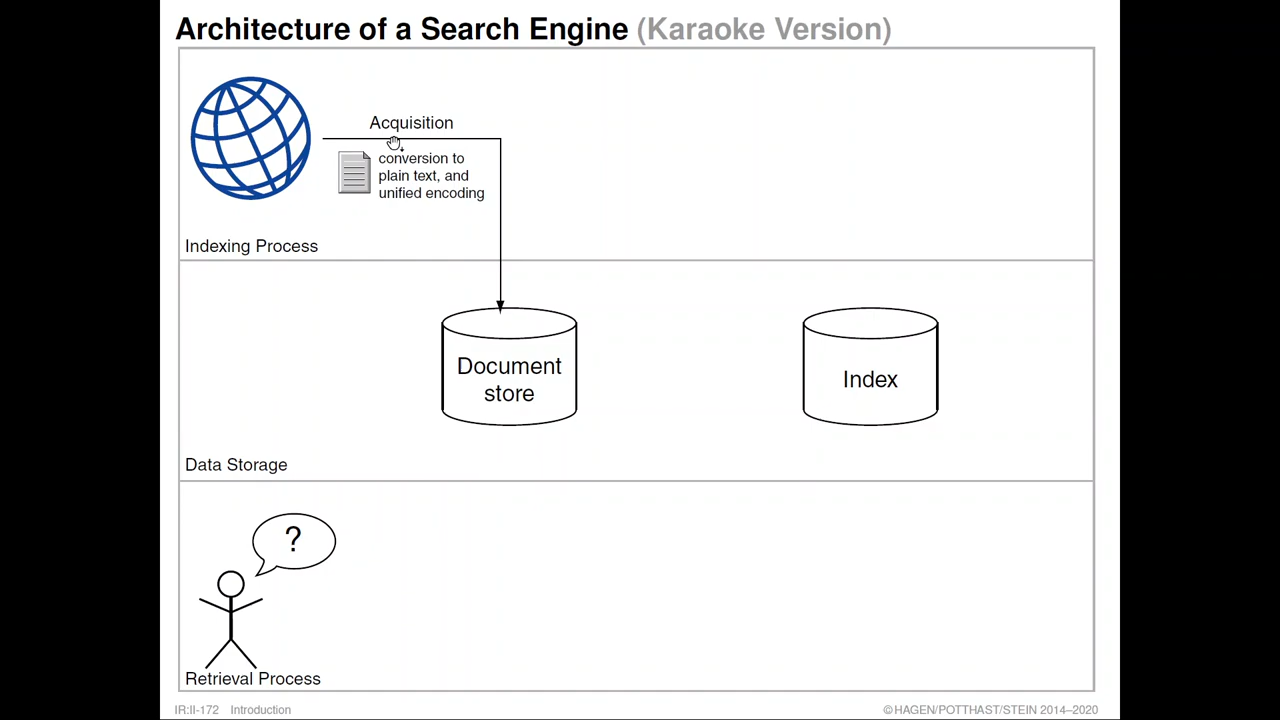 Architecture of a Search Engine (Karaoke Version)
Acquisition
conversion to
plain text, and
unified encoding
Indexing Process
Document
store
Index
Data Storage
?
Retrieval Process
IR:II-172 Introduction
©HAGEN/POTTHAST/STEIN 2014–2020